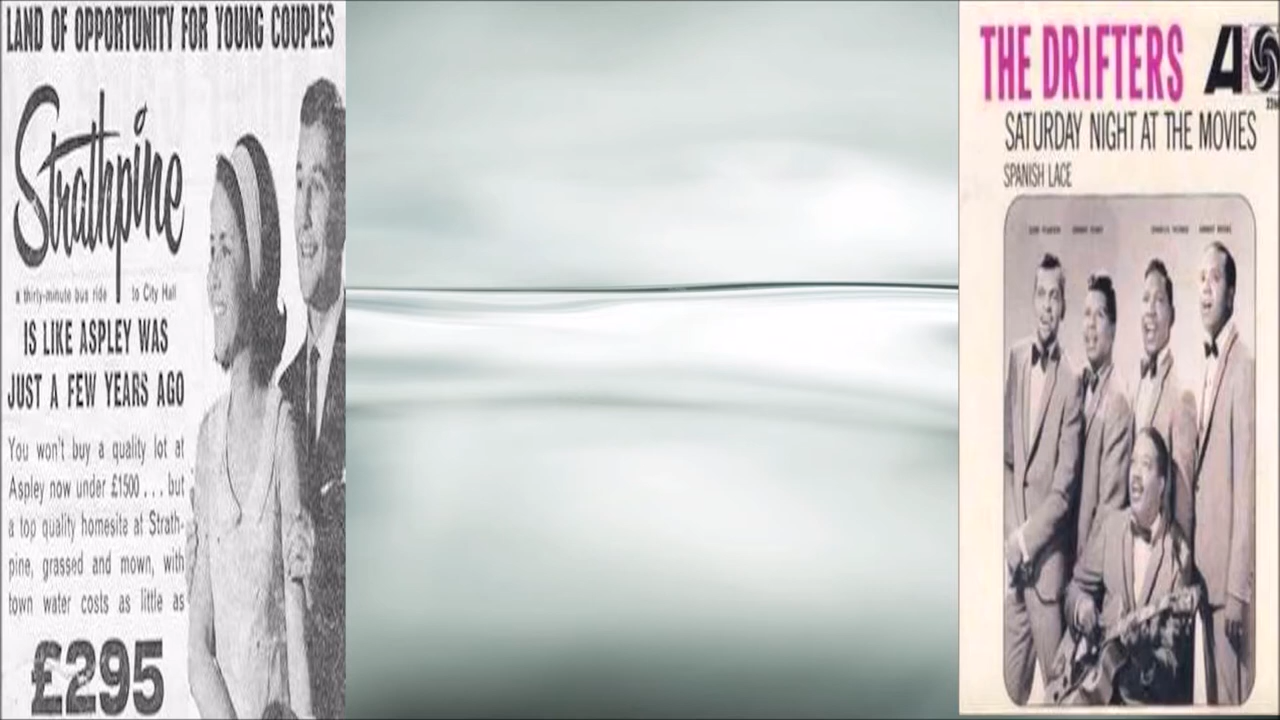 LAND OF OPPORTUNITY FOR YOUNG COUPLES
Strathpine
a thirty-minute bus ride to City Hall
IS LIKE ASPLEY WAS
JUST A FEW YEARS AGO
You won't buy a quality lot at
Aspley now under £1500 . . . but
a top quality homesite at Strath-
pine, grassed and mown, with
town water costs as little as
£295
THE DRIFTERS
A
SATURDAY NIGHT AT THE MOVIES
SPANISH LACE